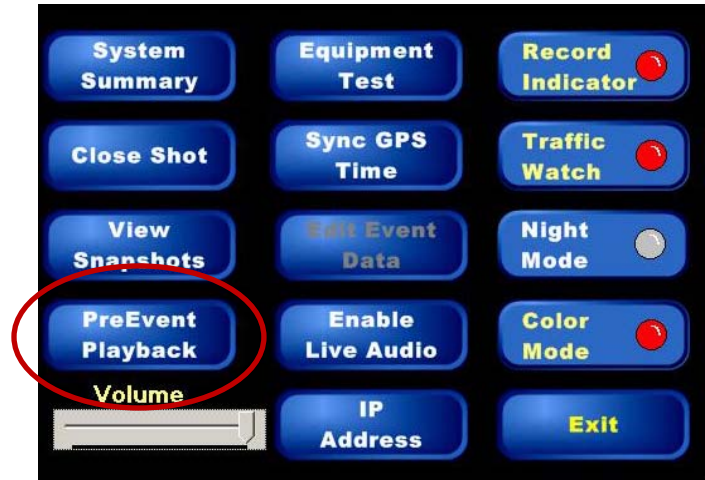 System
Summary
Equipment
Test
Record
Indicator
Close Shot
Sync GPS
Time
Traffic
Watch
View
Snapshots
Edit Event
Data
Night
Mode
PreEvent
Playback
Enable
Live Audio
Color
Mode
Volume
IP
Address
Exit